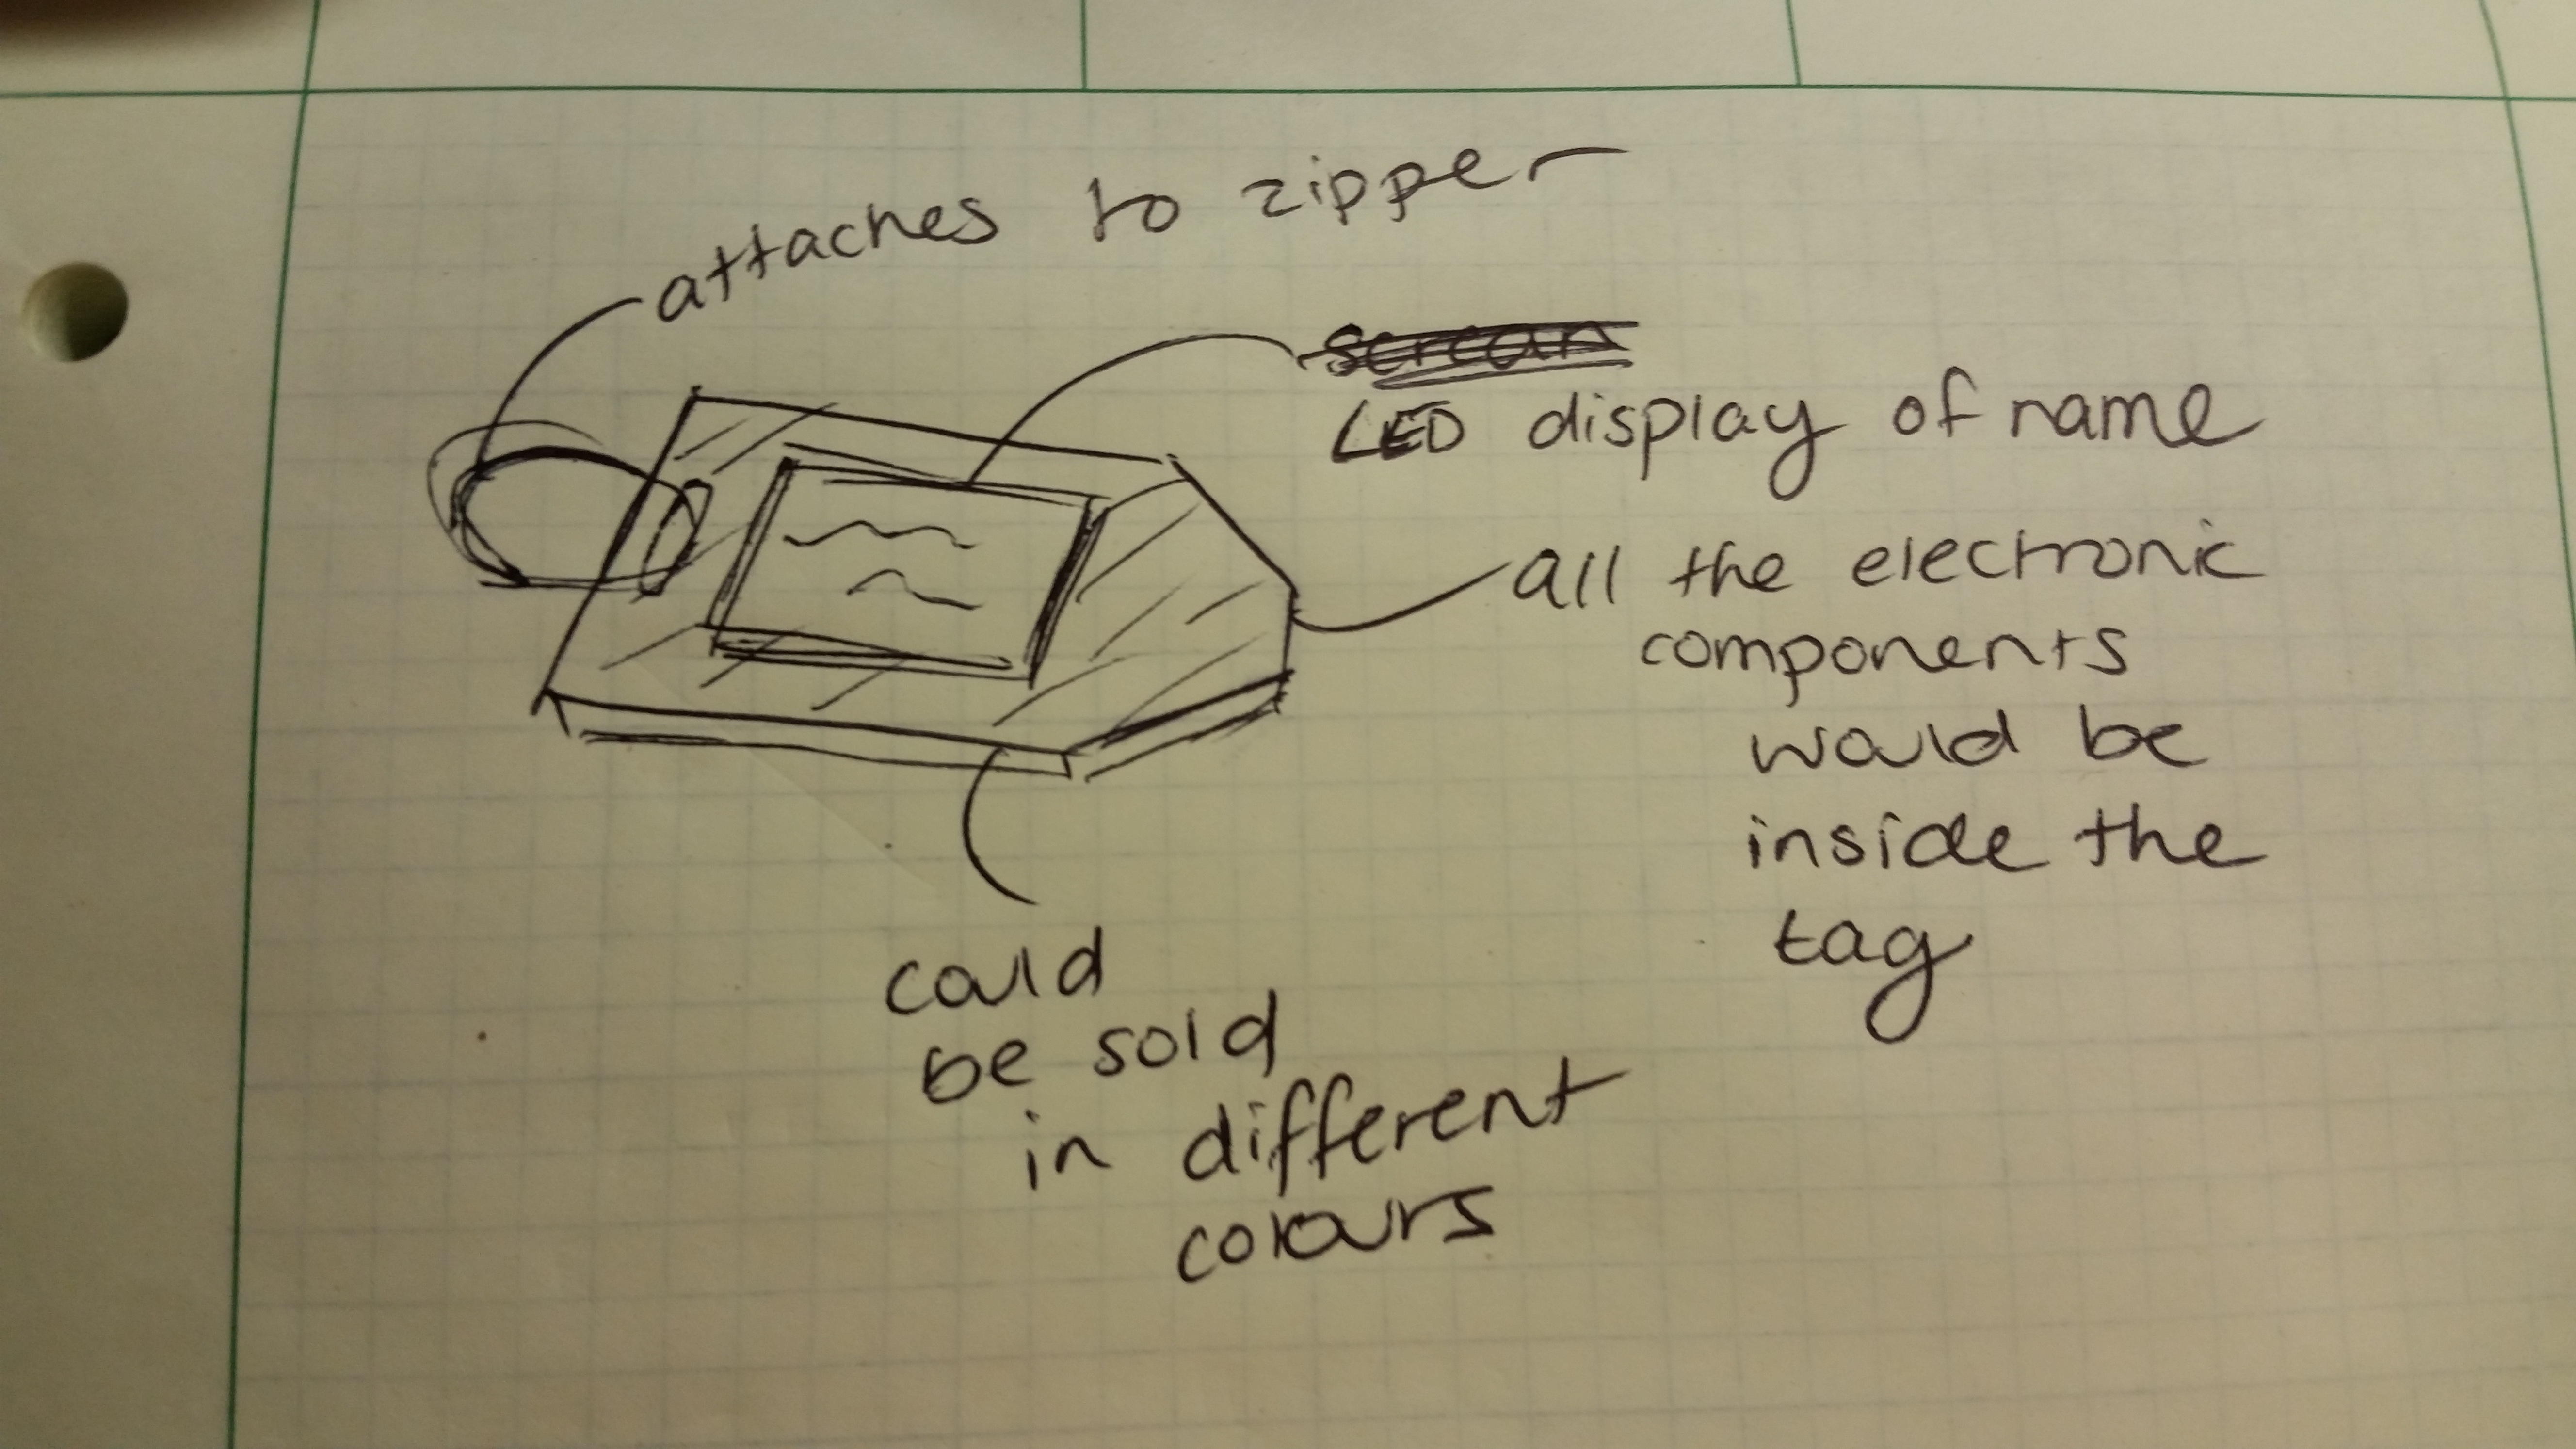 attaches to zipper
screan
LED display of name
all the electronic
components
would be
inside the
tag
could
be sold
in different
colours